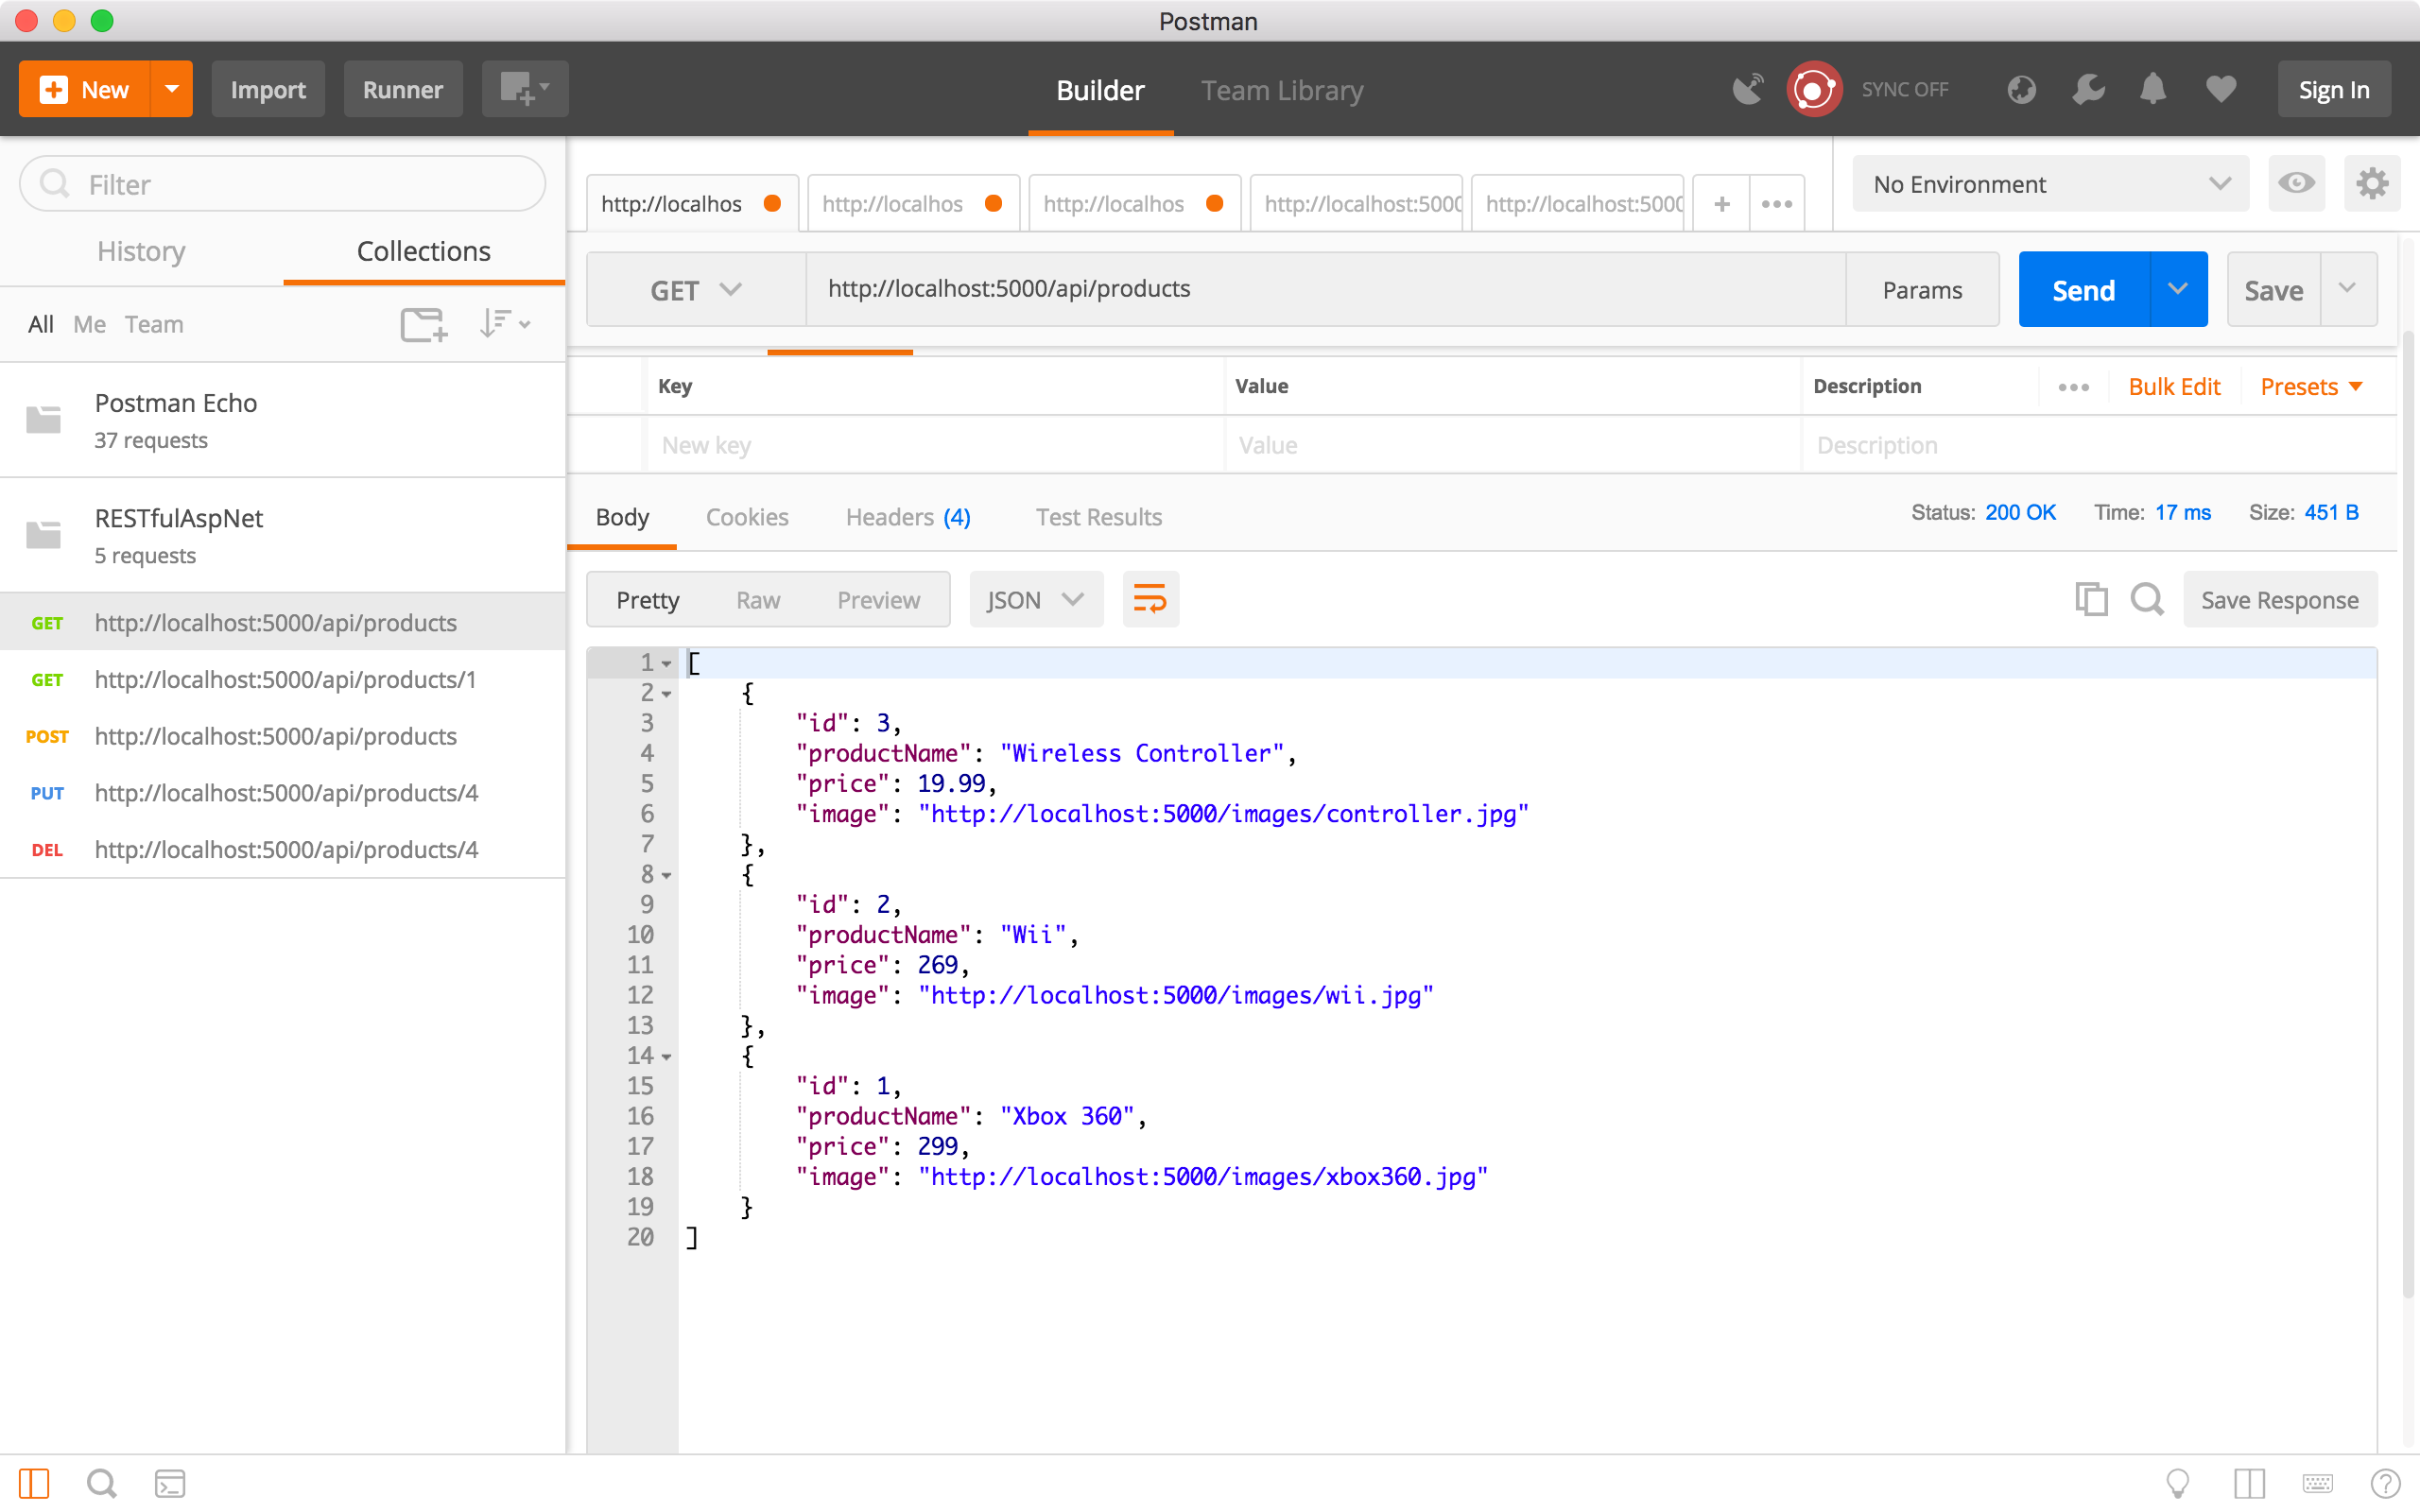 Postman
New
Import
Runner
Builder
Team Library
SYNC OFF
Sign In
Filter
History
Collections
All Me Team
Postman Echo
37 requests
RESTfulAspNet
5 requests
GET http://localhost:5000/api/products
GET http://localhost:5000/api/products/1
POST http://localhost:5000/api/products
PUT http://localhost:5000/api/products/4
DEL http://localhost:5000/api/products/4
http://localhos
http://localhos
http://localhos
http://localhost:500
http://localhost:500
No Environment
GET
http://localhost:5000/api/products
Params
Send
Save
Key
Value
Description
Bulk Edit
Presets
New key
Value
Description
Body
Cookies
Headers (4)
Test Results
Status: 200 OK
Time: 17 ms
Size: 451 B
Pretty
Raw
Preview
JSON
Save Response
1 [
2 {
3 "id": 3,
4 "productName": "Wireless Controller",
5 "price": 19.99,
6 "image": "http://localhost:5000/images/controller.jpg"
7 },
8 {
9 "id": 2,
10 "productName": "Wii",
11 "price": 269,
12 "image": "http://localhost:5000/images/wii.jpg"
13 },
14 {
15 "id": 1,
16 "productName": "Xbox 360",
17 "price": 299,
18 "image": "http://localhost:5000/images/xbox360.jpg"
19 }
20 ]